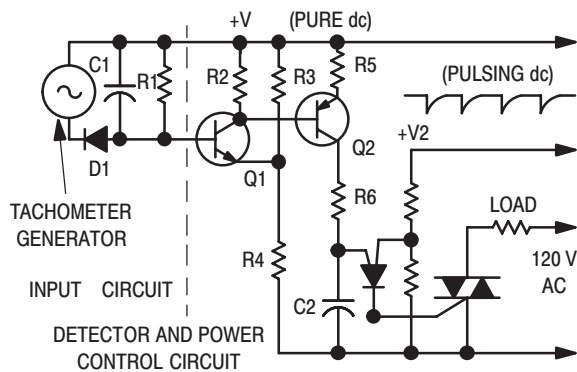 +V (PURE dc)
C1
R1
R2
R3
R5
(PULSING dc)
D1
Q1
Q2
+V2
TACHOMETER
GENERATOR
R6
LOAD
R4
120 V
AC
INPUT CIRCUIT
C2
DETECTOR AND POWER
CONTROL CIRCUIT